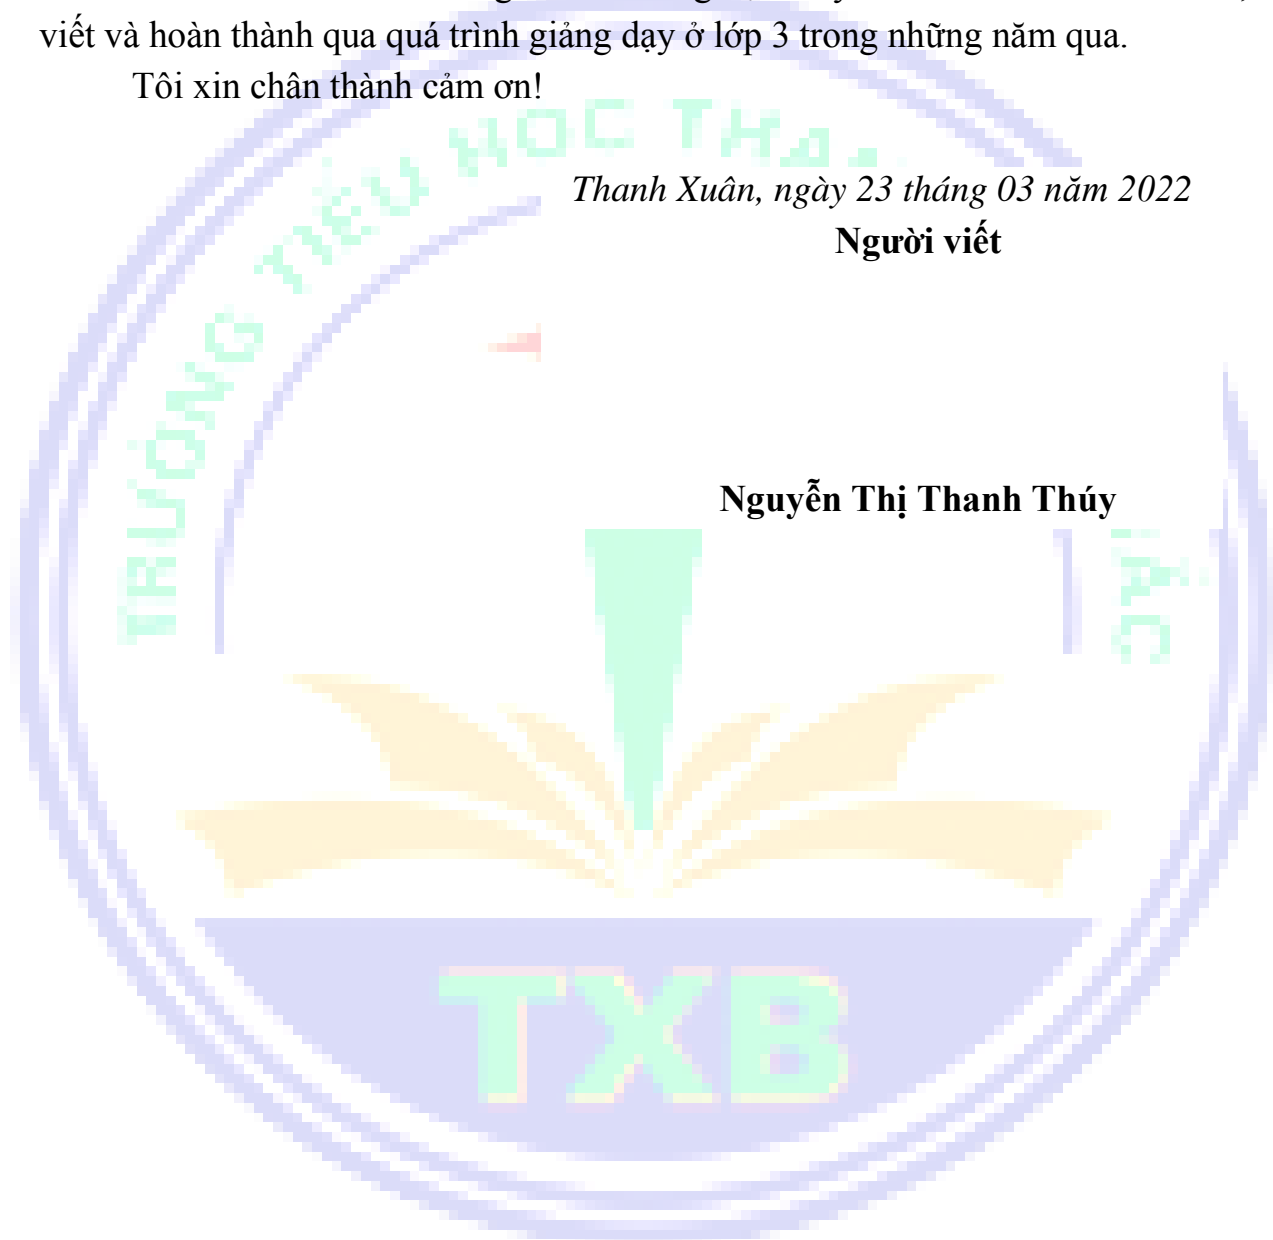 viết và hoàn thành qua quá trình giảng dạy ở lớp 3 trong những năm qua.
Tôi xin chân thành cảm ơn!
Thanh Xuân, ngày 23 tháng 03 năm 2022
Người viết
Nguyễn Thị Thanh Thúy
TRƯỜNG TIỂU HỌC
TXB